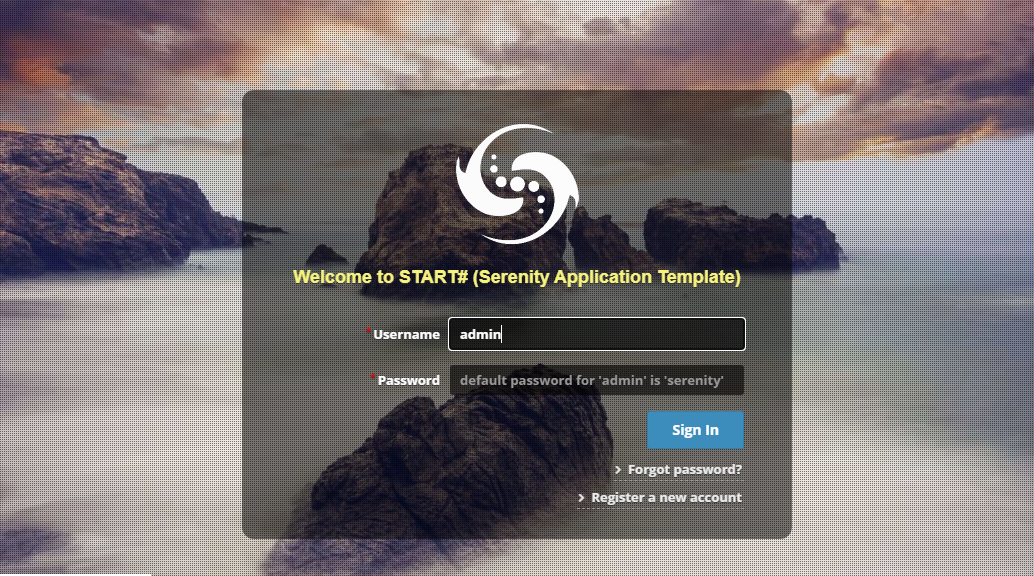 Welcome to START# (Serenity Application Template)
*Username admin
*Password default password for 'admin' is 'serenity'
Sign In
Forgot password?
Register a new account